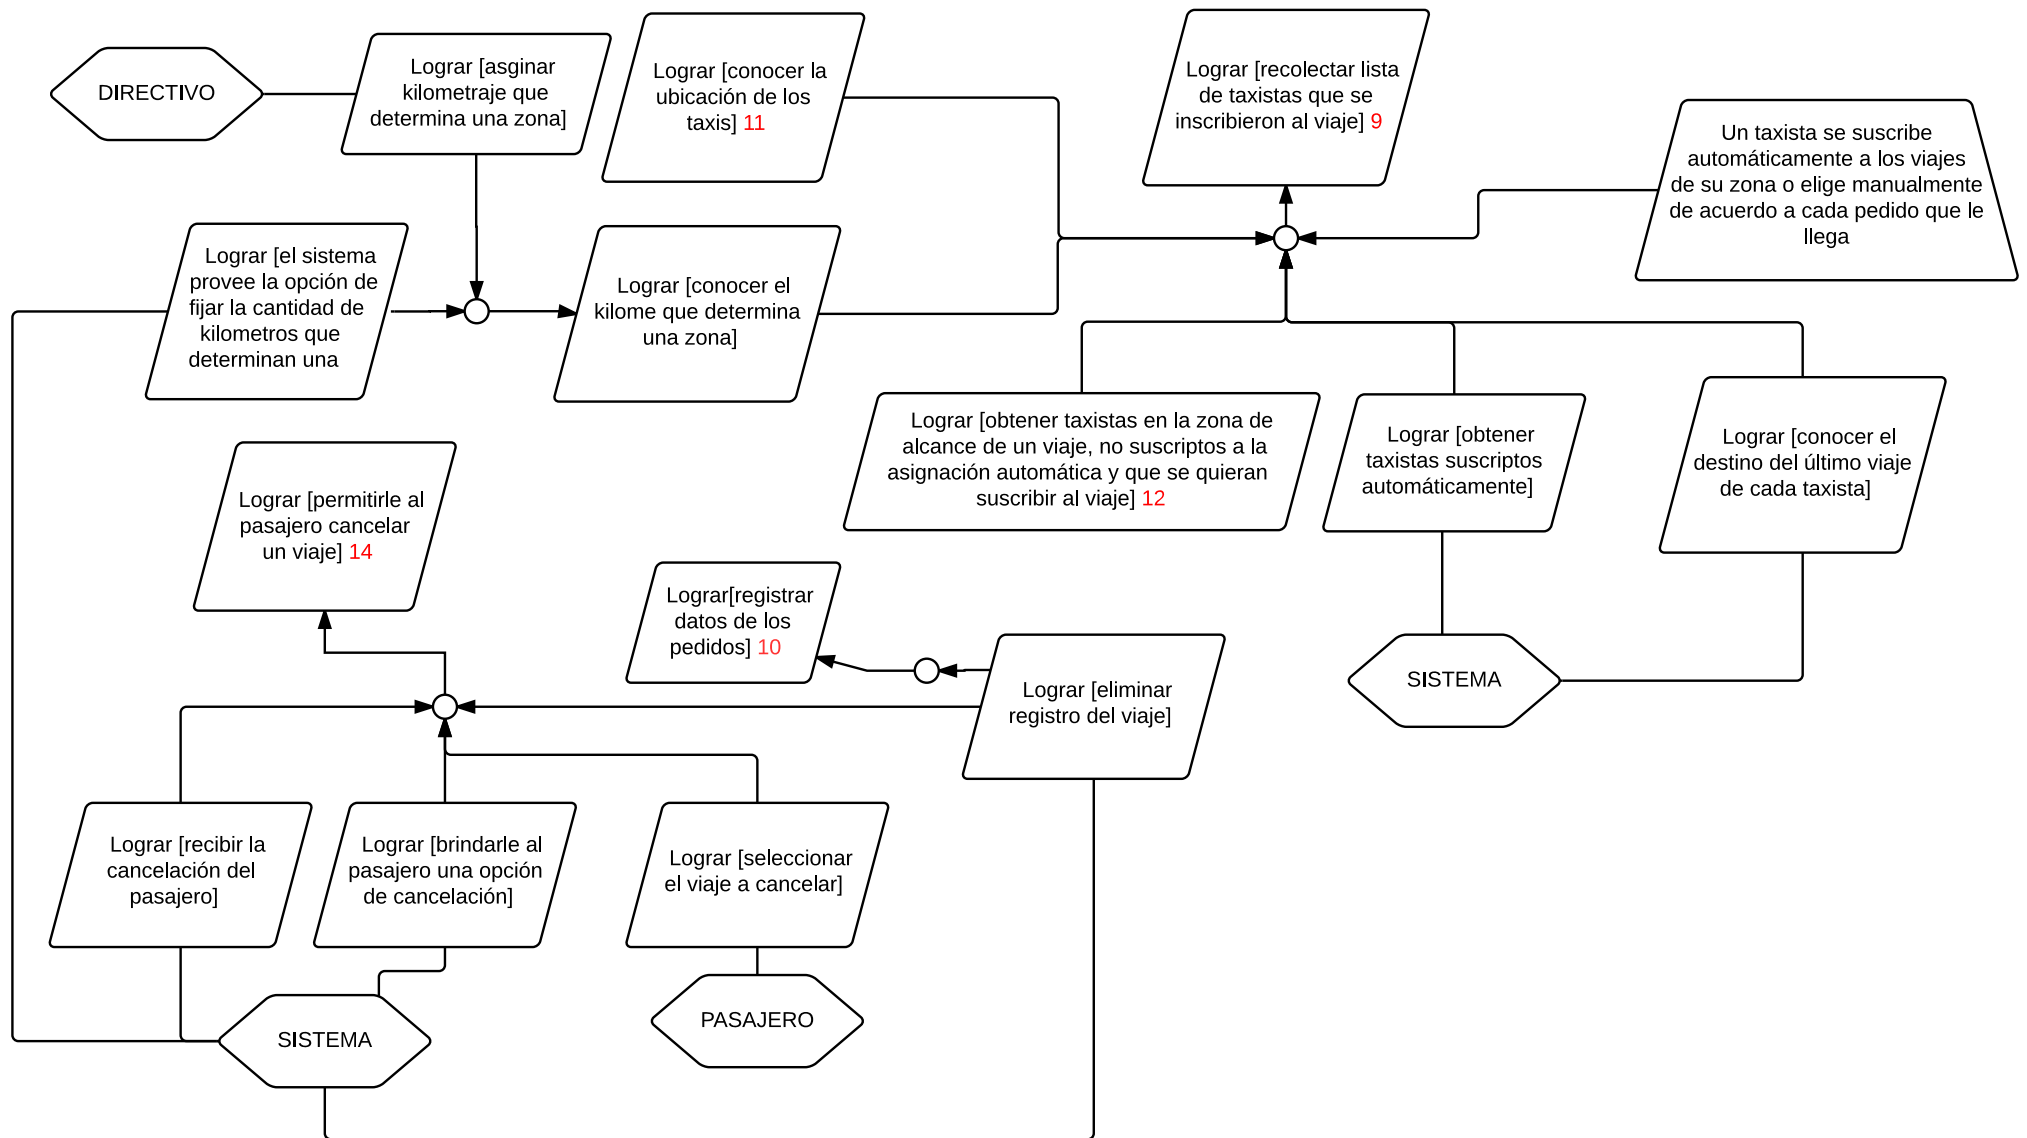 DIRECTIVO
Lograr [asginar
kilometraje que
determina una zona]
Lograr [conocer la
ubicación de los
taxis] 11
Lograr [recolectar lista
de taxistas que se
inscribieron al viaje] 9
Un taxista se suscribe
automáticamente a los viajes
de su zona o elige manualmente
de acuerdo a cada pedido que le
llega
Lograr [el sistema
provee la opción de
fijar la cantidad de
kilometros que
determinan una
Lograr [conocer el
kilome que determina
una zona]
Lograr [obtener taxistas en la zona de
alcance de un viaje, no suscriptos a la
asignación automática y que se quieran
suscribir al viaje] 12
Lograr [obtener
taxistas suscriptos
automáticamente]
Lograr [conocer el
destino del último viaje
de cada taxista]
Lograr [permitirle al
pasajero cancelar
un viaje] 14
Lograr[registrar
datos de los
pedidos] 10
Lograr [eliminar
registro del viaje]
SISTEMA
Lograr [recibir la
cancelación del
pasajero]
Lograr [brindarle al
pasajero una opción
de cancelación]
Lograr [seleccionar
el viaje a cancelar]
SISTEMA
PASAJERO